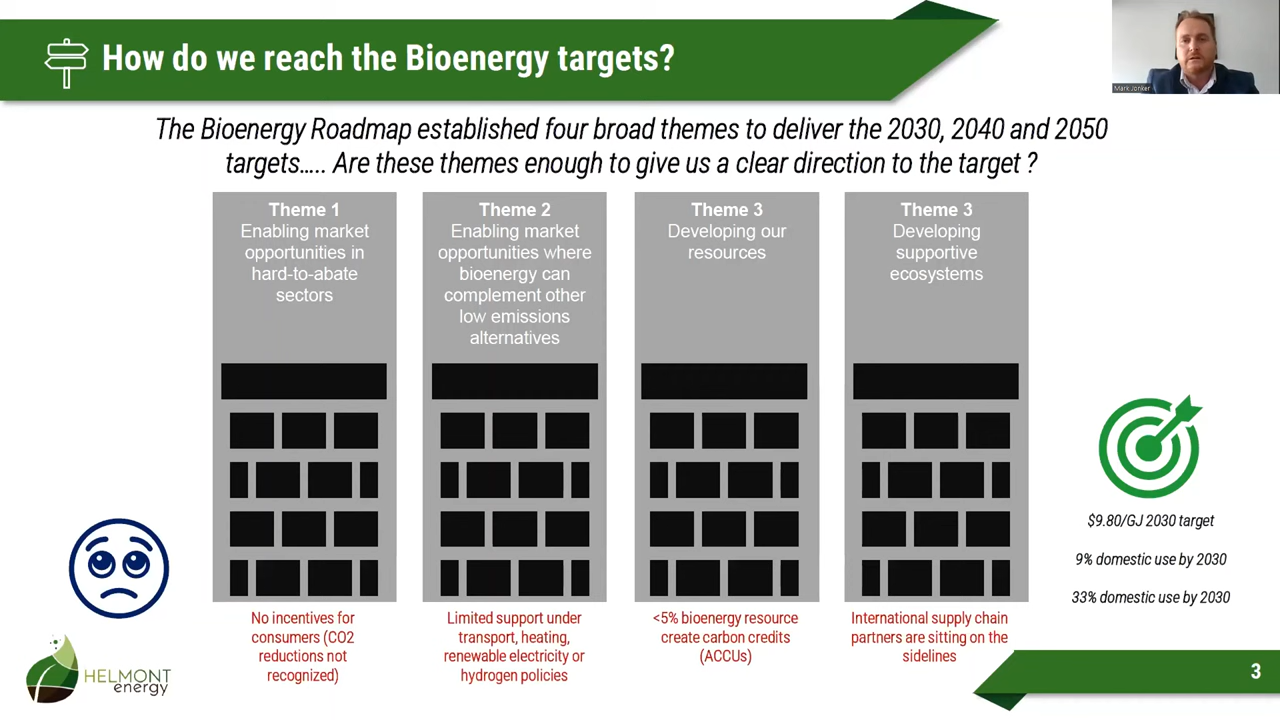 How do we reach the Bioenergy targets?
Mark Jonker
The Bioenergy Roadmap established four broad themes to deliver the 2030, 2040 and 2050
targets..... Are these themes enough to give us a clear direction to the target ?
Theme 1
Enabling market
opportunities in
hard-to-abate
sectors
Theme 2
Enabling market
opportunities where
bioenergy can
complement other
low emissions
alternatives
Theme 3
Developing our
resources
Theme 3
Developing
supportive
ecosystems
$9.80/GJ 2030 target
9% domestic use by 2030
33% domestic use by 2030
No incentives for
consumers (CO2
reductions not
recognized)
Limited support under
transport, heating,
renewable electricity or
hydrogen policies
<5% bioenergy resource
create carbon credits
(ACCUs)
International supply chain
partners are sitting on the
sidelines
HELMONT
energy
3